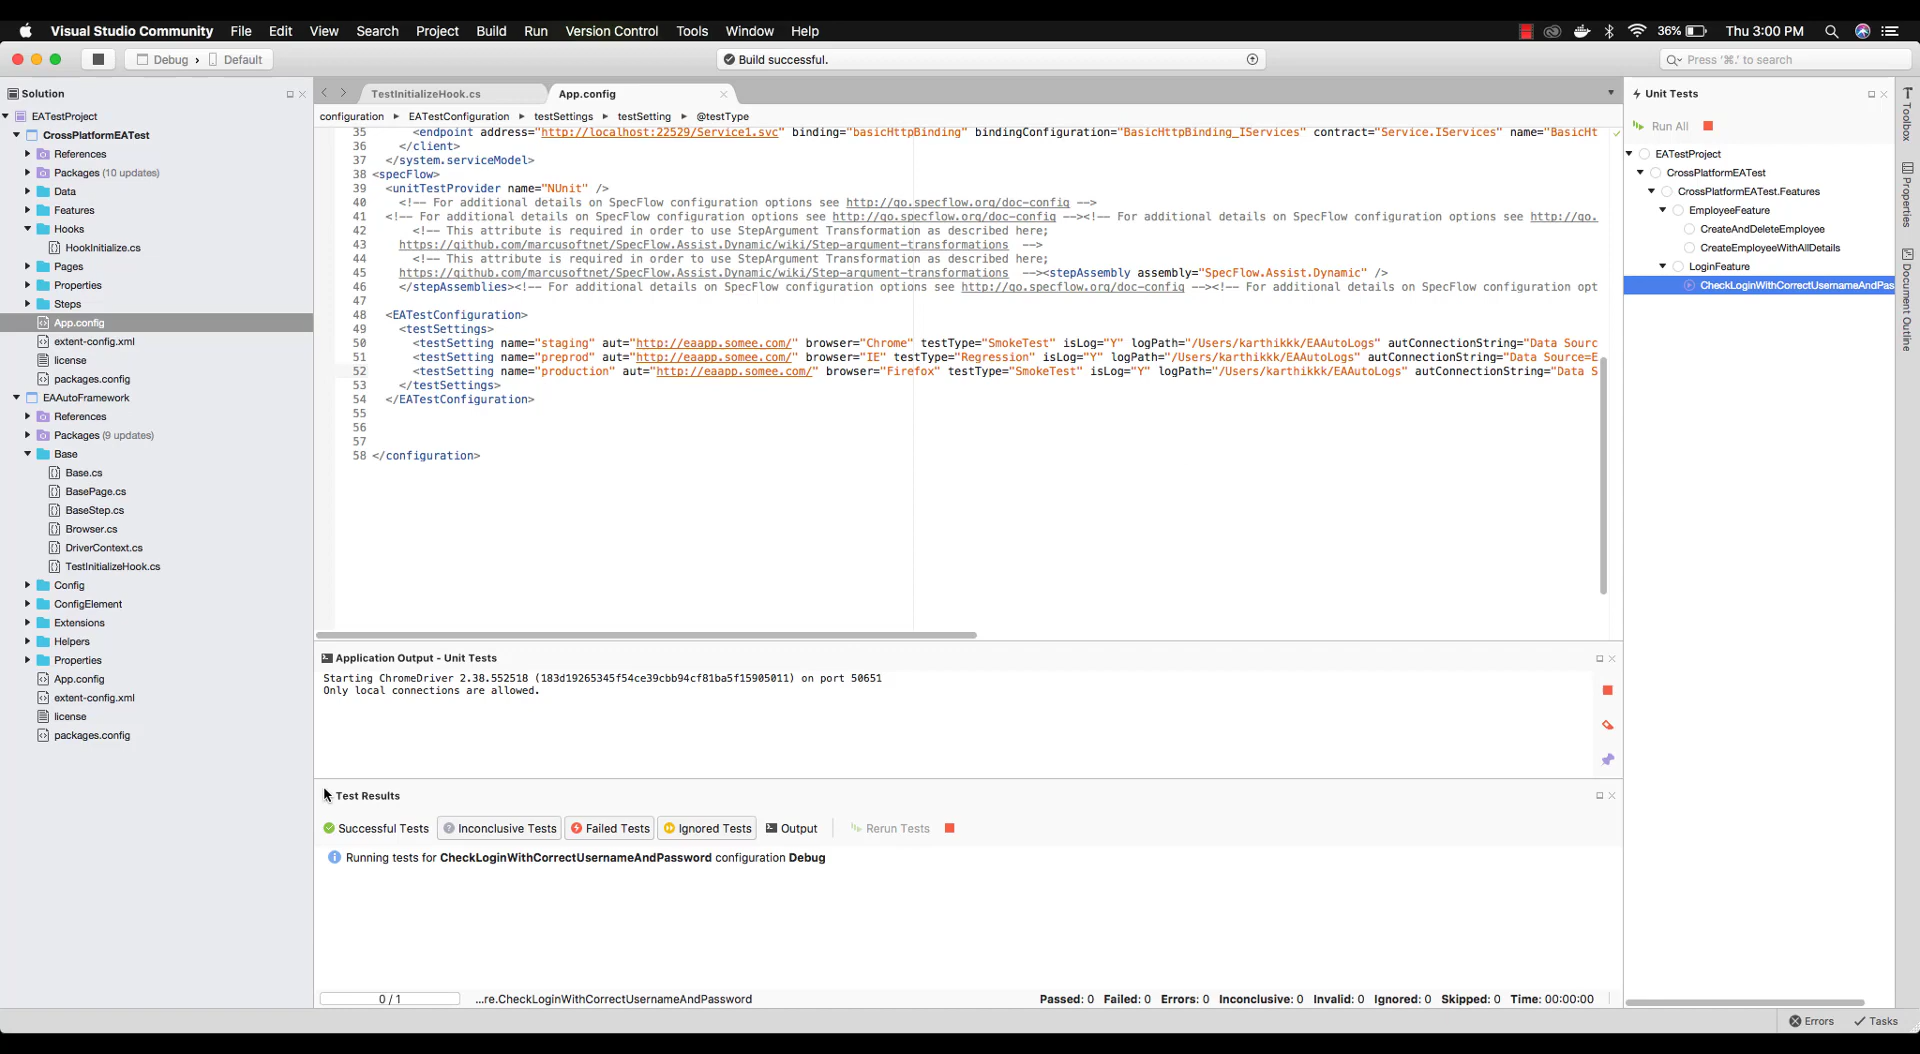 Visual Studio Community File Edit View Search Project Build Run Version Control Tools Window Help 36% Thu 3:00 PM
Debug › Default
Build successful.
Press '⌘.' to search
Solution
EATestProject
CrossPlatformEATest
References
Packages (10 updates)
Data
Features
Hooks
HookInitialize.cs
Pages
Properties
Steps
App.config
extent-config.xml
license
packages.config
EAAutoFramework
References
Packages (9 updates)
Base
Base.cs
BasePage.cs
BaseStep.cs
Browser.cs
DriverContext.cs
TestInitializeHook.cs
Config
ConfigElement
Extensions
Helpers
Properties
App.config
extent-config.xml
license
packages.config
TestInitializeHook.cs App.config
configuration ▸ EATestConfiguration ▸ testSettings ▸ testSetting ▸ @testType
35 <endpoint address="http://localhost:22529/Service1.svc" binding="basicHttpBinding" bindingConfiguration="BasicHttpBinding_IServices" contract="Service.IServices" name="BasicHt
36 </client>
37 </system.serviceModel>
38 <specFlow>
39 <unitTestProvider name="NUnit" />
40 <!-- For additional details on SpecFlow configuration options see http://go.specflow.org/doc-config -->
41 <!-- For additional details on SpecFlow configuration options see http://go.specflow.org/doc-config --><!-- For additional details on SpecFlow configuration options see http://go.
42 <!-- This attribute is required in order to use StepArgument Transformation as described here;
43 https://github.com/marcusoftnet/SpecFlow.Assist.Dynamic/wiki/Step-argument-transformations -->
44 <!-- This attribute is required in order to use StepArgument Transformation as described here;
45 https://github.com/marcusoftnet/SpecFlow.Assist.Dynamic/wiki/Step-argument-transformations --><stepAssembly assembly="SpecFlow.Assist.Dynamic" />
46 </stepAssemblies><!-- For additional details on SpecFlow configuration options see http://go.specflow.org/doc-config --><!-- For additional details on SpecFlow configuration opt
47
48 <EATestConfiguration>
49 <testSettings>
50 <testSetting name="staging" aut="http://eaapp.somee.com/" browser="Chrome" testType="SmokeTest" isLog="Y" logPath="/Users/karthikkk/EAAutoLogs" autConnectionString="Data Sourc
51 <testSetting name="preprod" aut="http://eaapp.somee.com/" browser="IE" testType="Regression" isLog="Y" logPath="/Users/karthikkk/EAAutoLogs" autConnectionString="Data Source=E
52 <testSetting name="production" aut="http://eaapp.somee.com/" browser="Firefox" testType="SmokeTest" isLog="Y" logPath="/Users/karthikkk/EAAutoLogs" autConnectionString="Data S
53 </testSettings>
54 </EATestConfiguration>
55
56
57
58 </configuration>
Application Output - Unit Tests
Starting ChromeDriver 2.38.552518 (183d19265345f54ce39cbb94cf81ba5f15905011) on port 50651
Only local connections are allowed.
Test Results
Successful Tests Inconclusive Tests Failed Tests Ignored Tests Output Rerun Tests
Running tests for CheckLoginWithCorrectUsernameAndPassword configuration Debug
0 / 1 ...re.CheckLoginWithCorrectUsernameAndPassword Passed: 0 Failed: 0 Errors: 0 Inconclusive: 0 Invalid: 0 Ignored: 0 Skipped: 0 Time: 00:00:00
Unit Tests
Run All
EATestProject
CrossPlatformEATest
CrossPlatformEATest.Features
EmployeeFeature
CreateAndDeleteEmployee
CreateEmployeeWithAllDetails
LoginFeature
CheckLoginWithCorrectUsernameAndPas
Toolbox
Properties
Document Outline
Errors Tasks